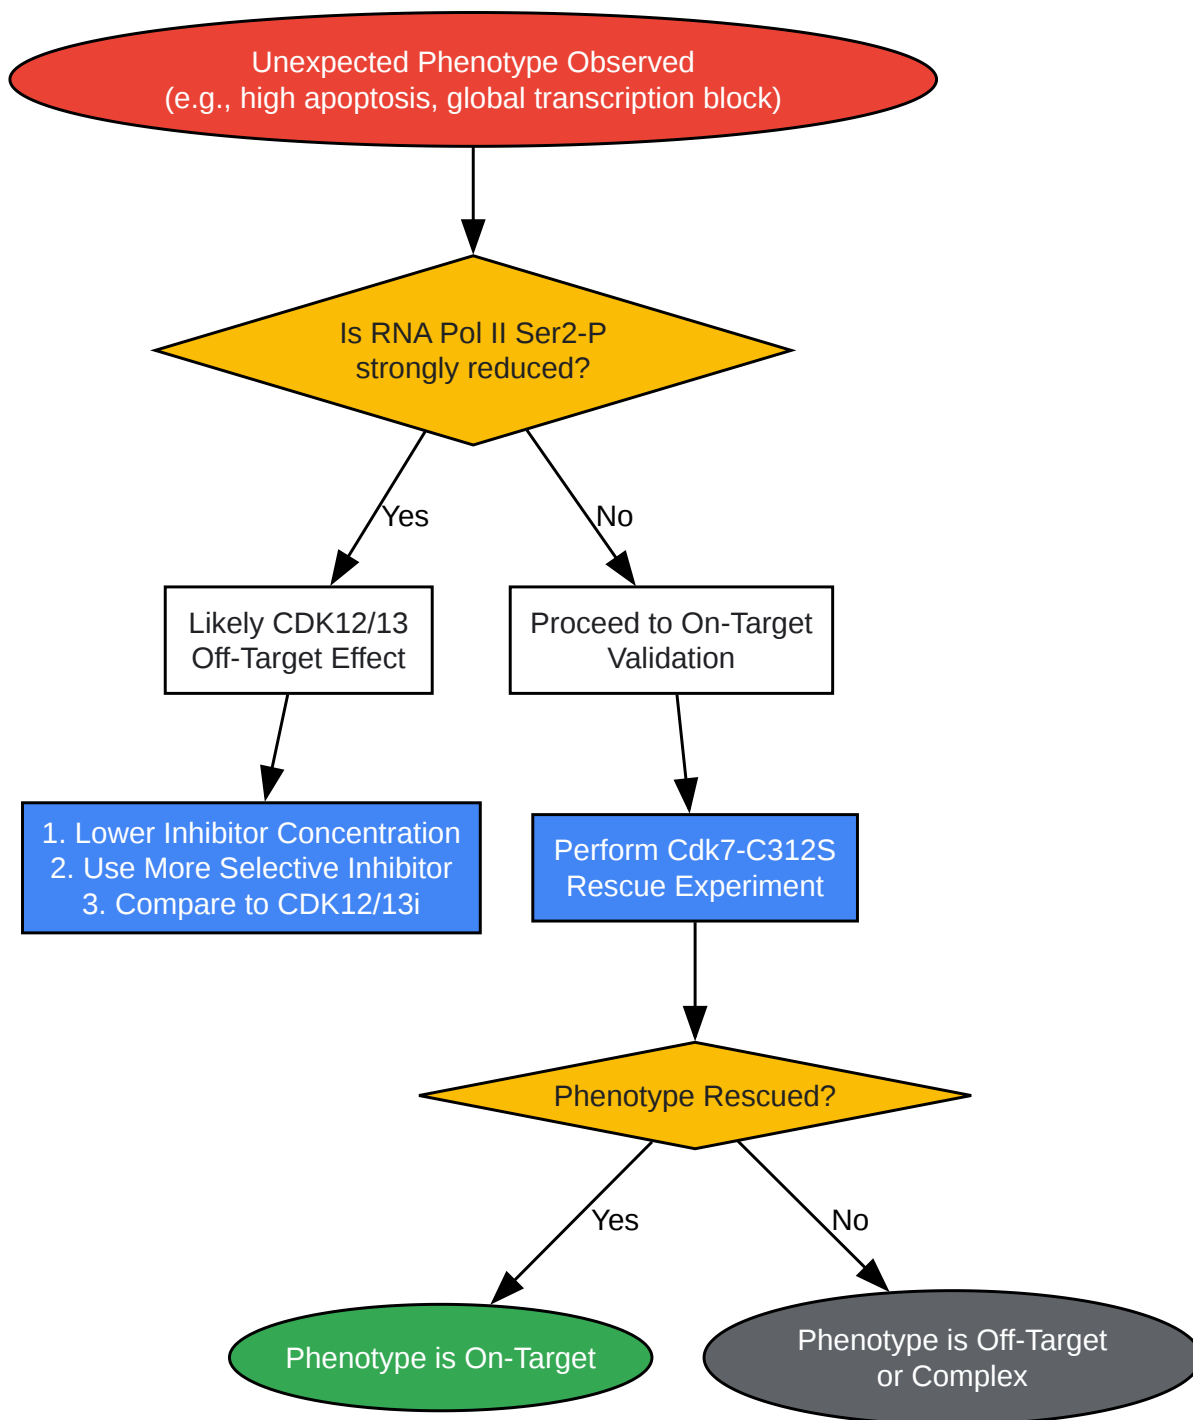 Unexpected Phenotype Observed
(e.g., high apoptosis, global transcription block)
Is RNA Pol II Ser2-P
strongly reduced?
Yes
No
Likely CDK12/13
Off-Target Effect
Proceed to On-Target
Validation
1. Lower Inhibitor Concentration
2. Use More Selective Inhibitor
3. Compare to CDK12/13i
Perform Cdk7-C312S
Rescue Experiment
Phenotype Rescued?
Yes
No
Phenotype is On-Target
Phenotype is Off-Target
or Complex